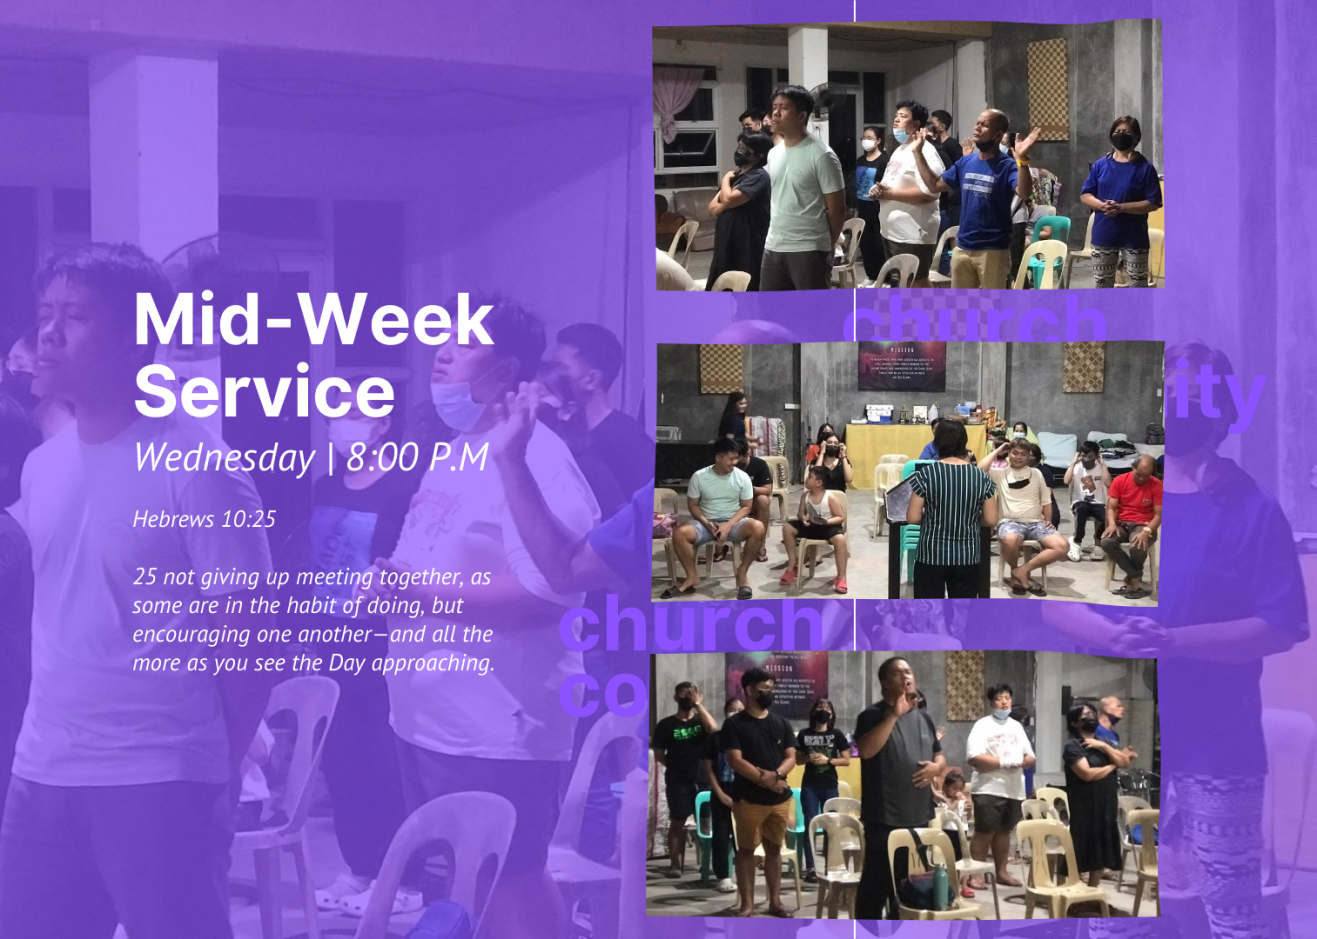 Mid-Week
Service
Wednesday | 8:00 P.M
Hebrews 10:25
25 not giving up meeting together, as
some are in the habit of doing, but
encouraging one another—and all the
more as you see the Day approaching.
church
ity
church
co
MISSION
MISSION